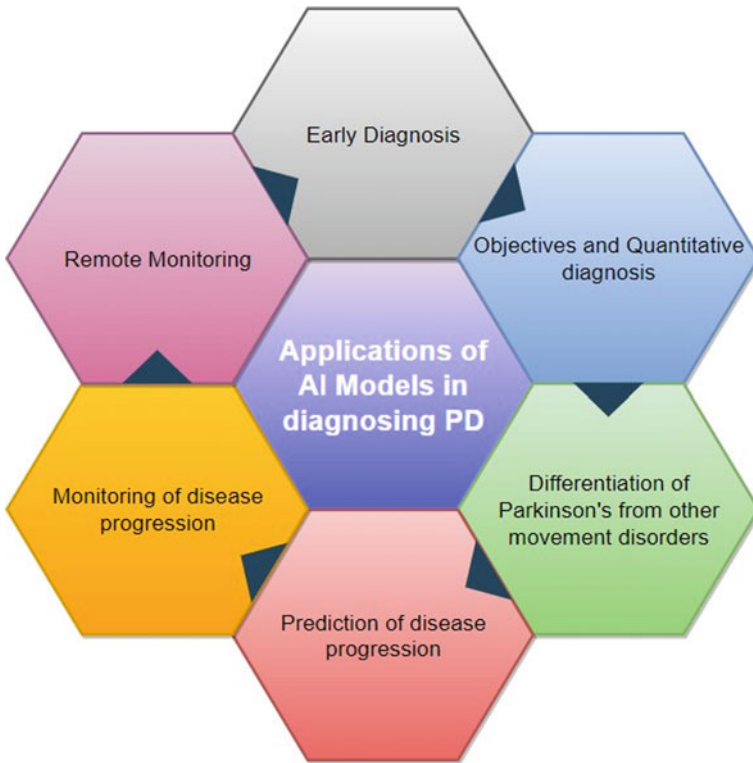 Early Diagnosis
Objectives and Quantitative
diagnosis
Remote Monitoring
Applications of
AI Models in
diagnosing PD
Differentiation of
Parkinson's from other
movement disorders
Monitoring of disease
progression
Prediction of disease
progression